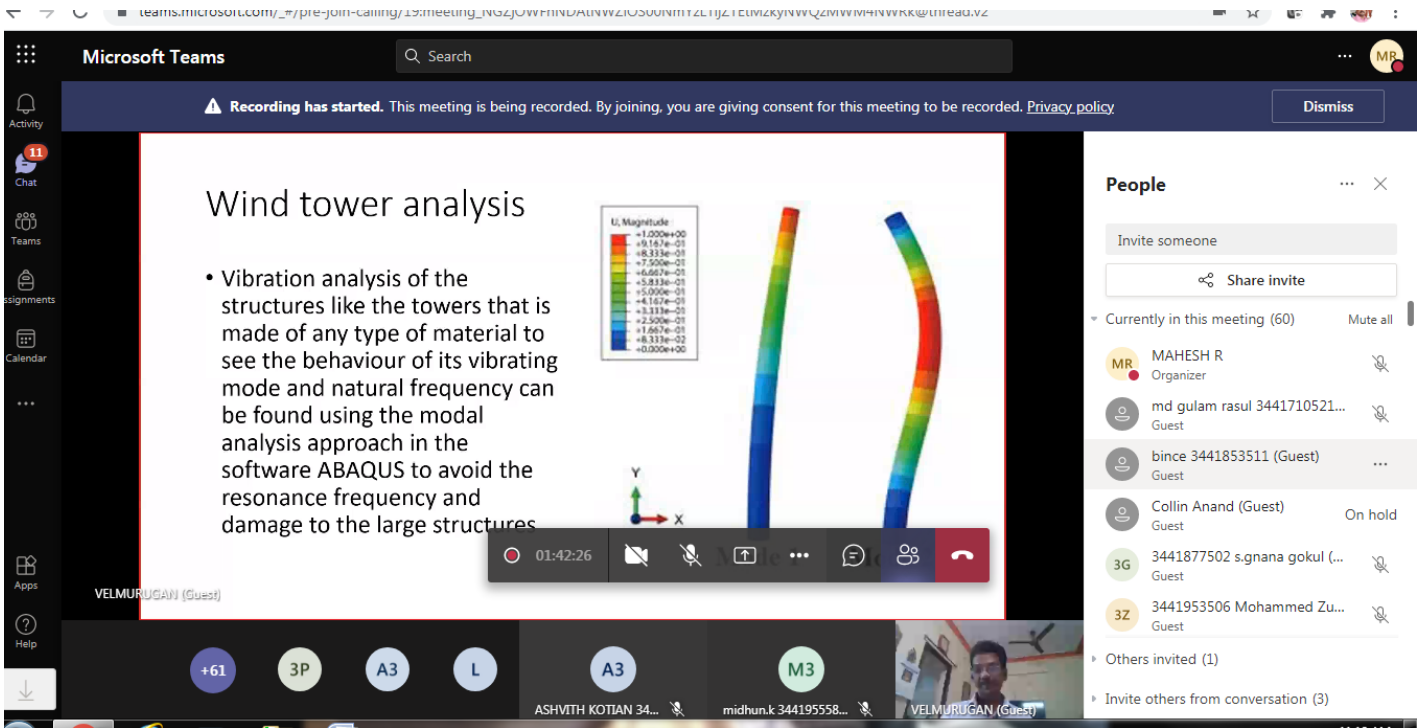 Microsoft Teams
Search
MR
Recording has started. This meeting is being recorded. By joining, you are giving consent for this meeting to be recorded. Privacy policy
Dismiss
Activity
11
Chat
Teams
ssignments
Calendar
Apps
Help
Wind tower analysis
• Vibration analysis of the
structures like the towers that is
made of any type of material to
see the behaviour of its vibrating
mode and natural frequency can
be found using the modal
analysis approach in the
software ABAQUS to avoid the
resonance frequency and
damage to the large structures
U, Magnitude
+1.000e+00
+9.167e-01
+8.333e-01
+7.500e-01
+6.667e-01
+5.833e-01
+5.000e-01
+4.167e-01
+3.333e-01
+2.500e-01
+1.667e-01
+8.333e-02
+0.000e+00
Y
X
01:42:26
VELMURUGAN (Guest)
+61
3P
A3
L
A3
ASHVITH KOTIAN 34...
M3
midhun.k 344195558...
VELMURUGAN (Guest)
People
Invite someone
Share invite
Currently in this meeting (60)
Mute all
MR
MAHESH R
Organizer
md gulam rasul 3441710521...
Guest
bince 3441853511 (Guest)
Guest
Collin Anand (Guest)
Guest
On hold
3G
3441877502 s.gnana gokul (...
Guest
3Z
3441953506 Mohammed Zu...
Guest
Others invited (1)
Invite others from conversation (3)